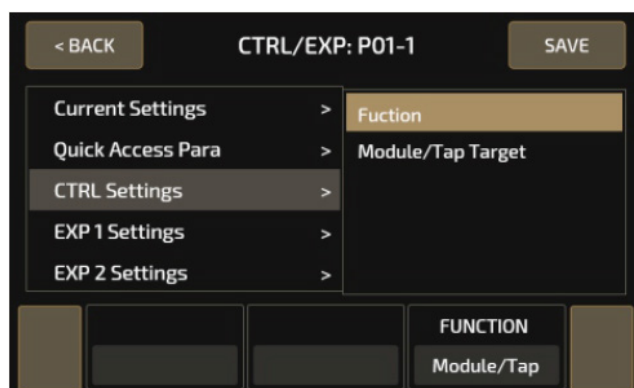 < BACK CTRL/EXP: P01-1 SAVE
Current Settings >
Quick Access Para >
CTRL Settings >
EXP 1 Settings >
EXP 2 Settings >
Fuction
Module/Tap Target
FUNCTION
Module/Tap